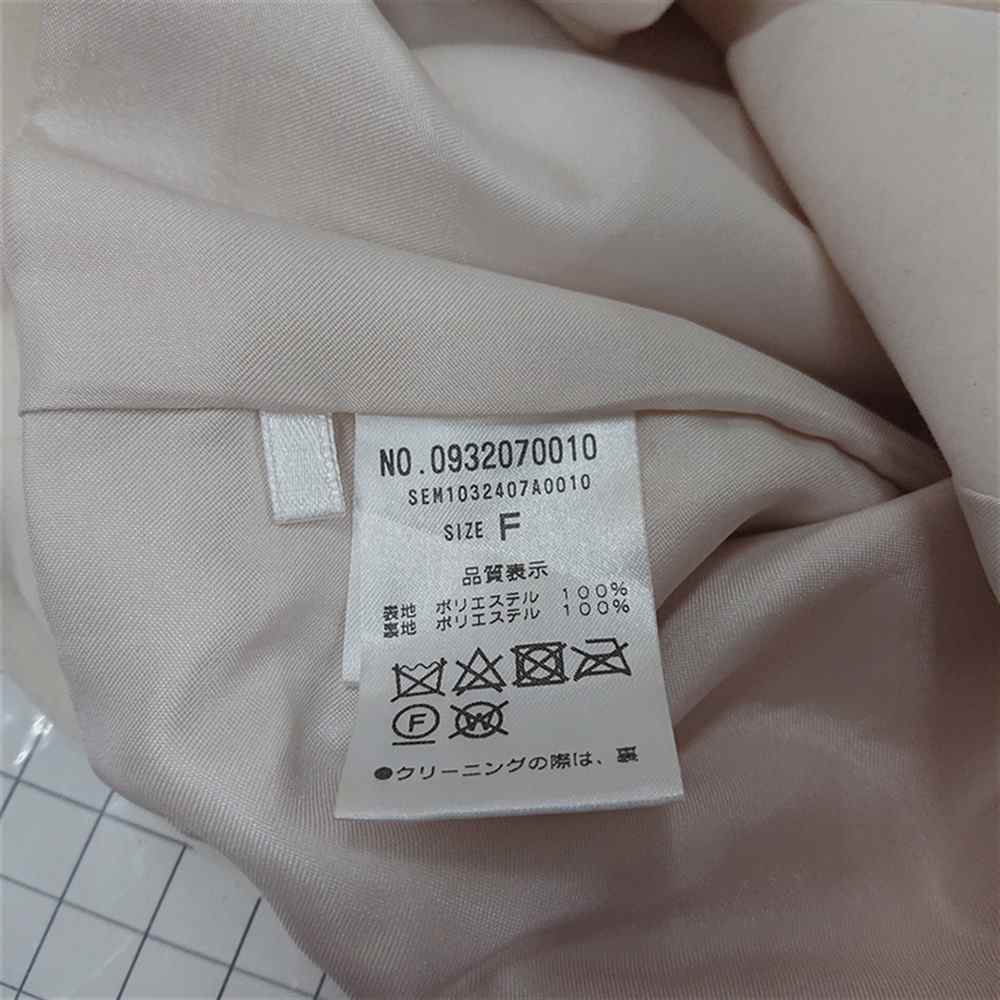 NO.0932070010
SEM1032407A0010
SIZE F
品質表示
表地 ポリエステル 100%
裏地 ポリエステル 100%
F
W
●クリーニングの際は、裏